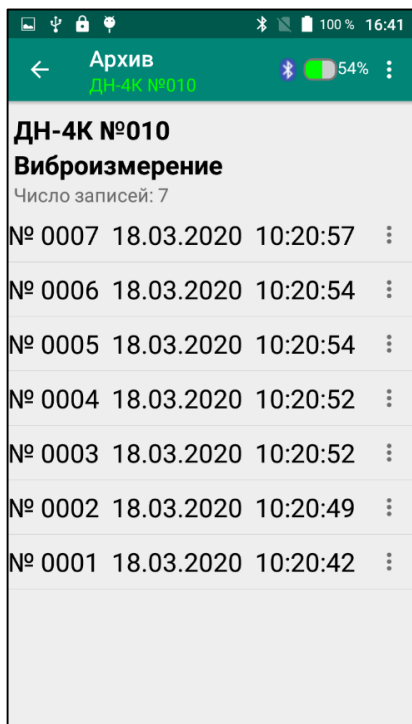 100 % 16:41
Архив
ДН-4К №010
54%
ДН-4К №010
Виброизмерение
Число записей: 7
№ 0007 18.03.2020 10:20:57
№ 0006 18.03.2020 10:20:54
№ 0005 18.03.2020 10:20:54
№ 0004 18.03.2020 10:20:52
№ 0003 18.03.2020 10:20:52
№ 0002 18.03.2020 10:20:49
№ 0001 18.03.2020 10:20:42